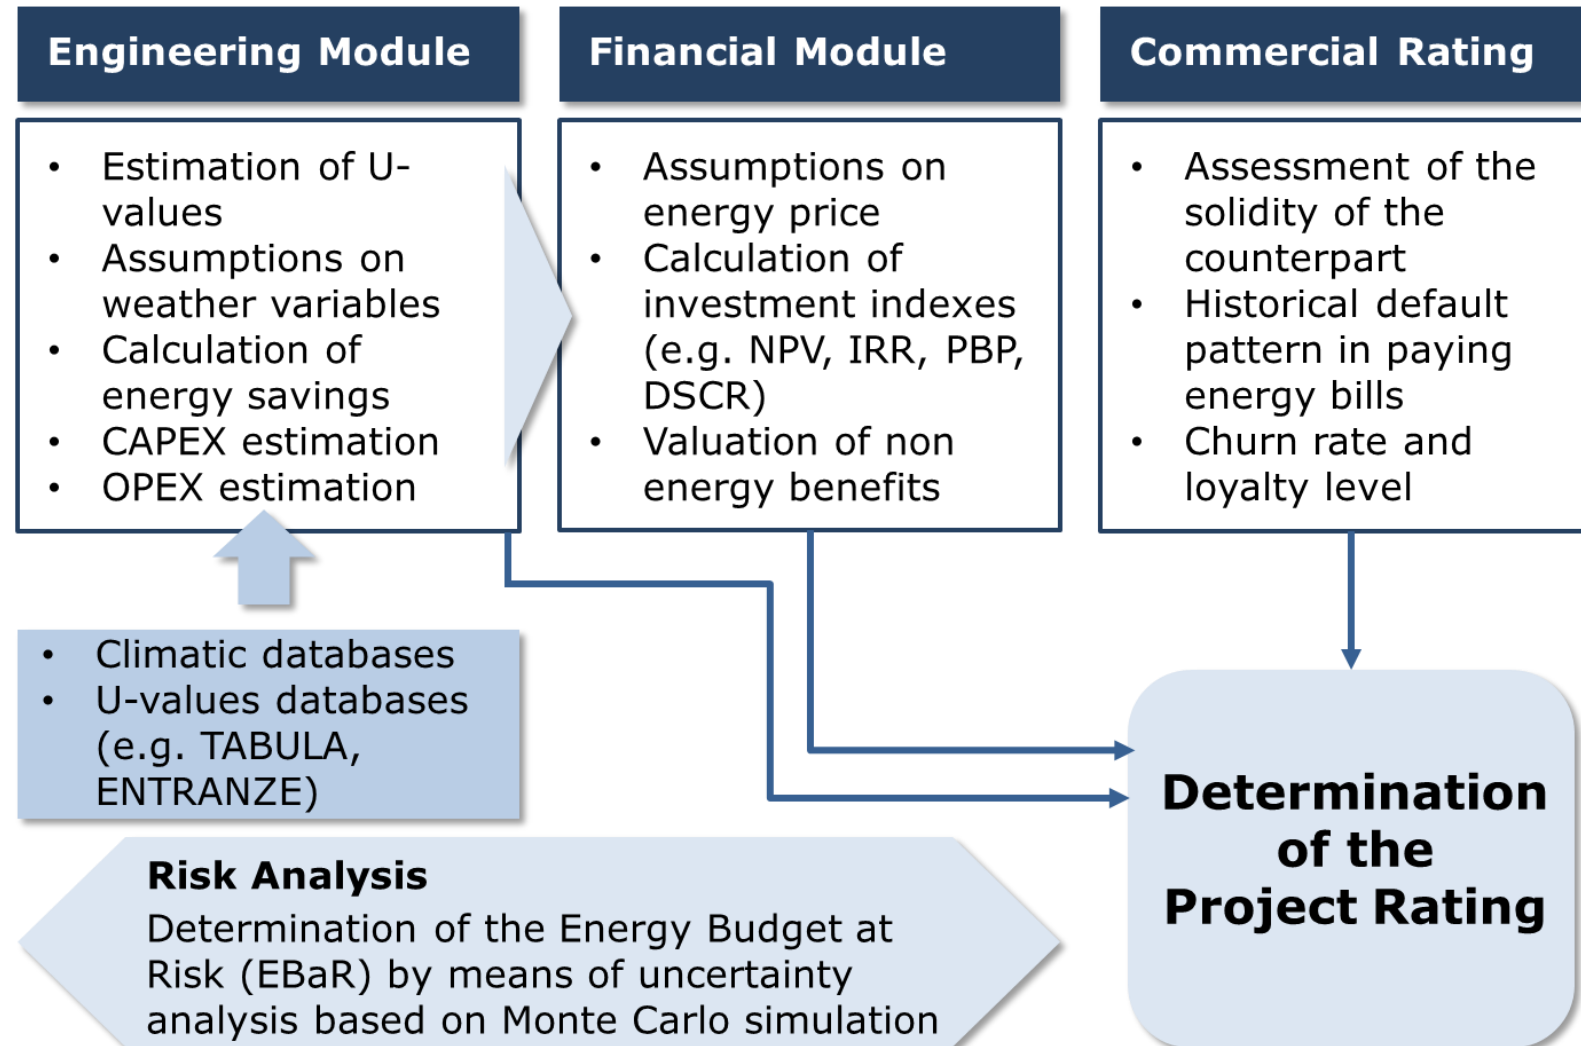 Engineering Module
• Estimation of U-
values
• Assumptions on
weather variables
• Calculation of
energy savings
• CAPEX estimation
• OPEX estimation
• Climatic databases
• U-values databases
(e.g. TABULA,
ENTRANZE)
Financial Module
• Assumptions on
energy price
• Calculation of
investment indexes
(e.g. NPV, IRR, PBP,
DSCR)
• Valuation of non
energy benefits
Commercial Rating
• Assessment of the
solidity of the
counterpart
• Historical default
pattern in paying
energy bills
• Churn rate and
loyalty level
Risk Analysis
Determination of the Energy Budget at
Risk (EBaR) by means of uncertainty
analysis based on Monte Carlo simulation
Determination
of the
Project Rating